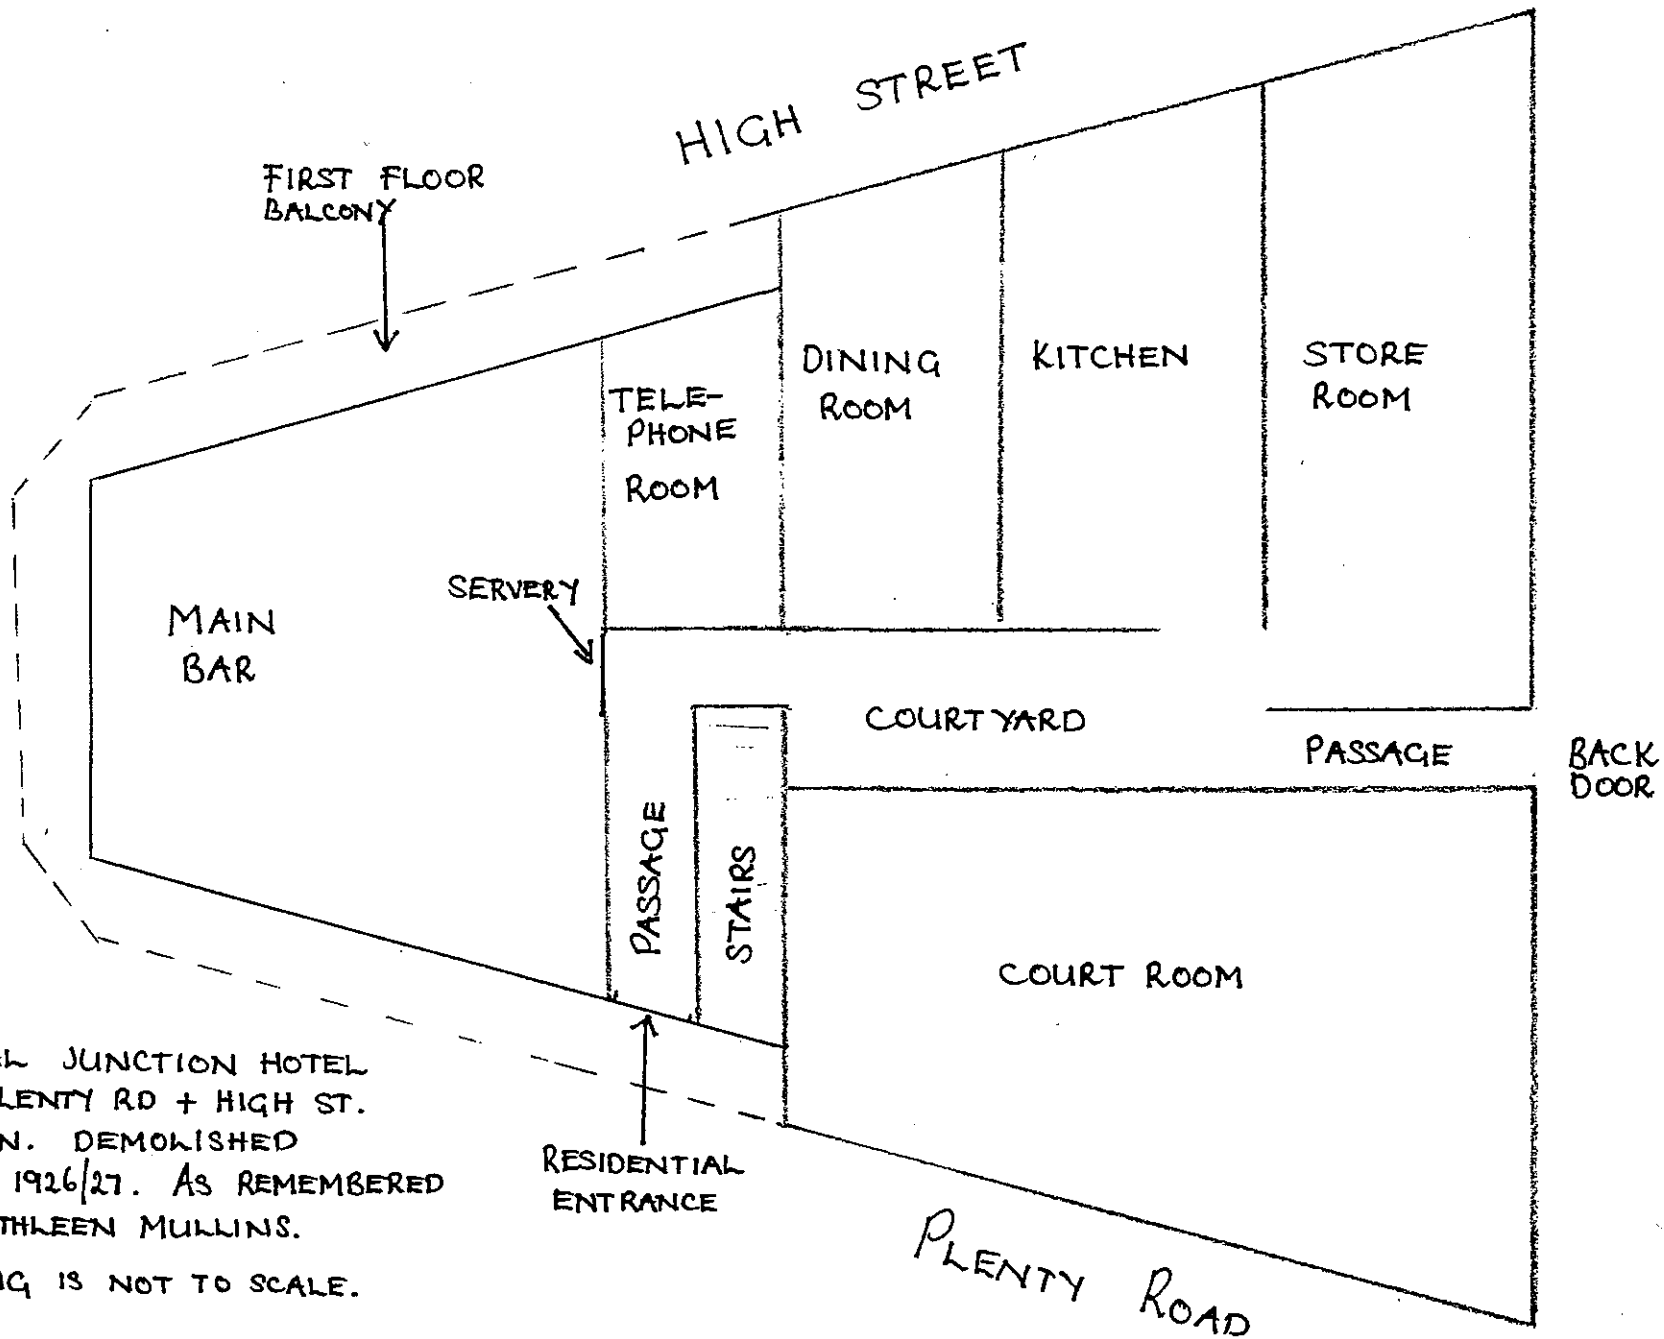 HIGH STREET
FIRST FLOOR
BALCONY
TELE-
PHONE
ROOM
DINING
ROOM
KITCHEN
STORE
ROOM
SERVERY
MAIN
BAR
COURTYARD
PASSAGE
BACK
DOOR
PASSAGE
STAIRS
COURT ROOM
JUNCTION HOTEL
RD + HIGH ST.
DEMOLISHED
1926/27. AS REMEMBERED
MULLINS.
IS NOT TO SCALE.
RESIDENTIAL
ENTRANCE
PLENTY ROAD